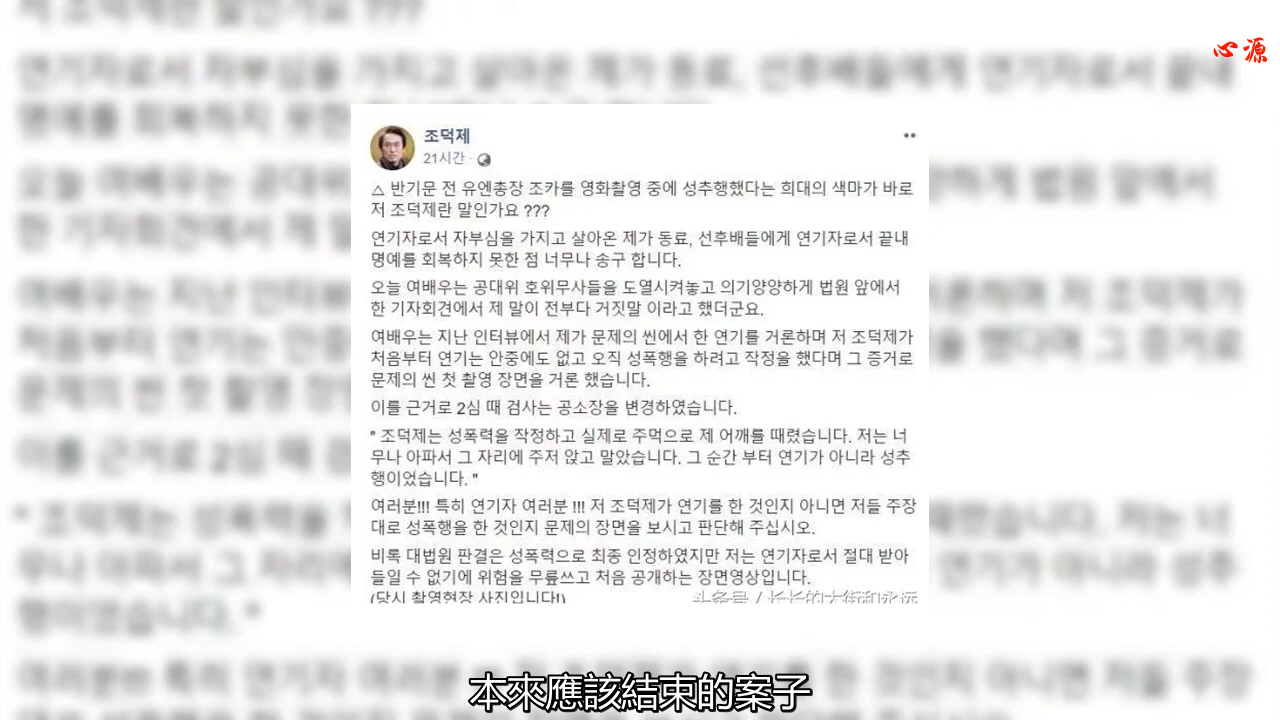 心源
조덕제
21시간
△ 반기문 전 유엔총장 조카를 영화촬영 중에 성추행했다는 희대의 색마가 바로
저 조덕제란 말인가요 ???
연기자로서 자부심을 가지고 살아온 제가 동료, 선후배들에게 연기자로서 끝내
명예를 회복하지 못한 점 너무나 송구 합니다.
오늘 여배우는 공대위 호위무사들을 도열시켜놓고 의기양양하게 법원 앞에서
한 기자회견에서 제 말이 전부다 거짓말 이라고 했더군요.
여배우는 지난 인터뷰에서 제가 문제의 씬에서 한 연기를 거론하며 저 조덕제가
처음부터 연기는 안중에도 없고 오직 성폭행을 하려고 작정을 했다며 그 증거로
문제의 씬 첫 촬영 장면을 거론 했습니다.
이를 근거로 2심 때 검사는 공소장을 변경하였습니다.
" 조덕제는 성폭력을 작정하고 실제로 주먹으로 제 어깨를 때렸습니다. 저는 너
무나 아파서 그 자리에 주저 앉고 말았습니다. 그 순간 부터 연기가 아니라 성추
행이었습니다. "
여러분!!! 특히 연기자 여러분 !!! 저 조덕제가 연기를 한 것인지 아니면 저들 주장
대로 성폭행을 한 것인지 문제의 장면을 보시고 판단해 주십시오.
비록 대법원 판결은 성폭력으로 최종 인정하였지만 저는 연기자로서 절대 받아
들일 수 없기에 위험을 무릎쓰고 처음 공개하는 장면영상입니다.
(당시 촬영현장 사진입니다!)
头条号 / 长长的大街和永远
本來應該結束的案子